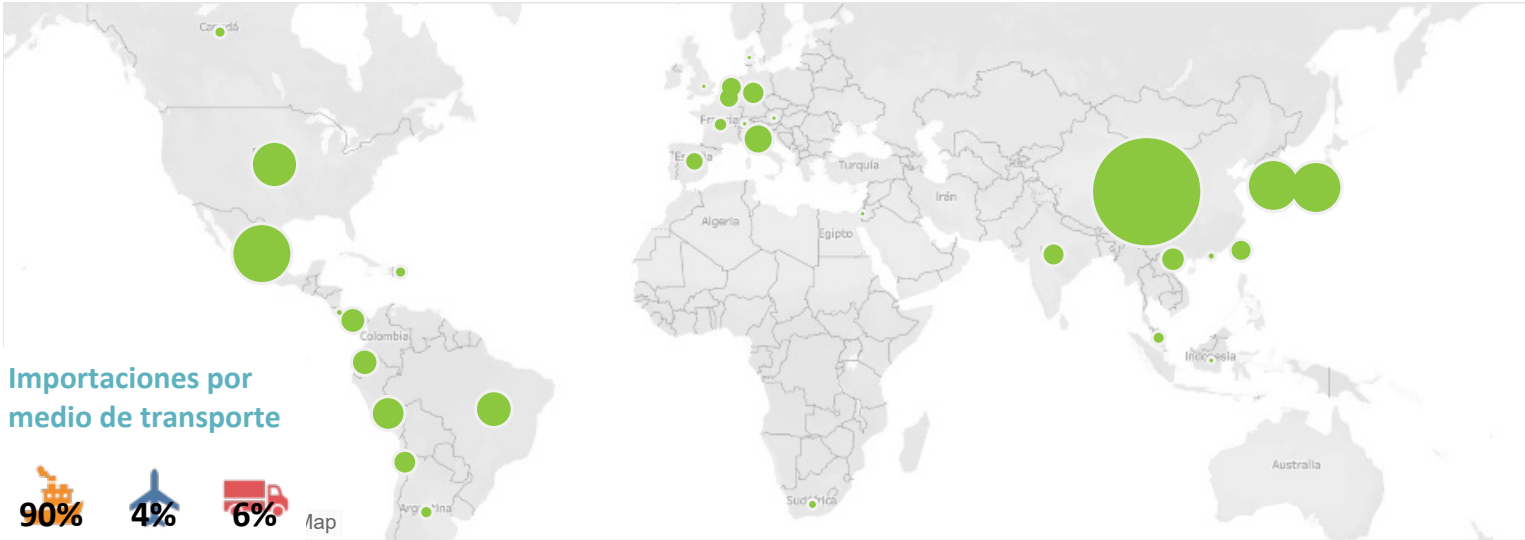 Canadá
Francia
España
Turquía
Irán
Argelia
Egipto
Colombia
Indonesia
Importaciones por
medio de transporte
Australia
Sudáfrica
Argentina
90% 4% 6%
Map